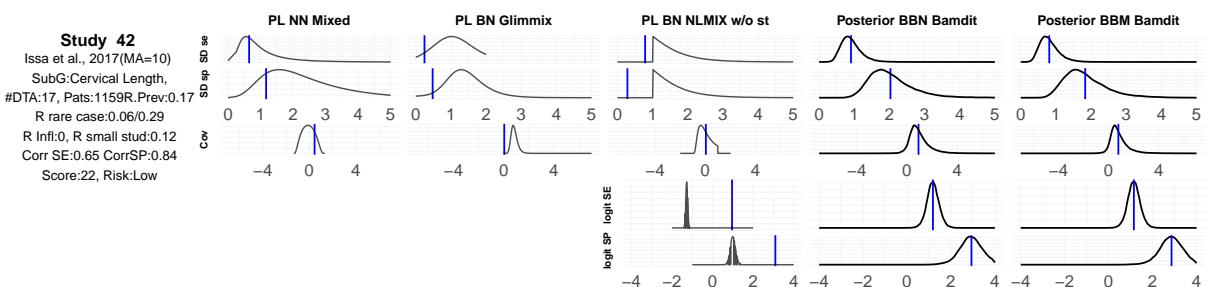 PL NN Mixed
PL BN Glimmix
PL BN NLMIX w/o st
Posterior BBN Bamdit
Posterior BBM Bamdit
Study 42
Issa et al., 2017(MA=10)
SubG:Cervical Length,
#DTA:17, Pats:1159R.Prev:0.17
R rare case:0.06/0.29
R Infl:0, R small stud:0.12
Corr SE:0.65 CorrSP:0.84
Score:22, Risk:Low
SD se
SD sp
0 1 2 3 4 5
0 1 2 3 5
0 1 2 3 4 5
0 1 2 3 4 5
0 1 2 3 4 5
Cov
−4 0 4
−4 0 4
−4 0 4
−4 0 4
−4 0 4
logit SE
logit SP
−4 −2 0 2 4
−4 −2 0 2 4
−4 −2 0 2 4